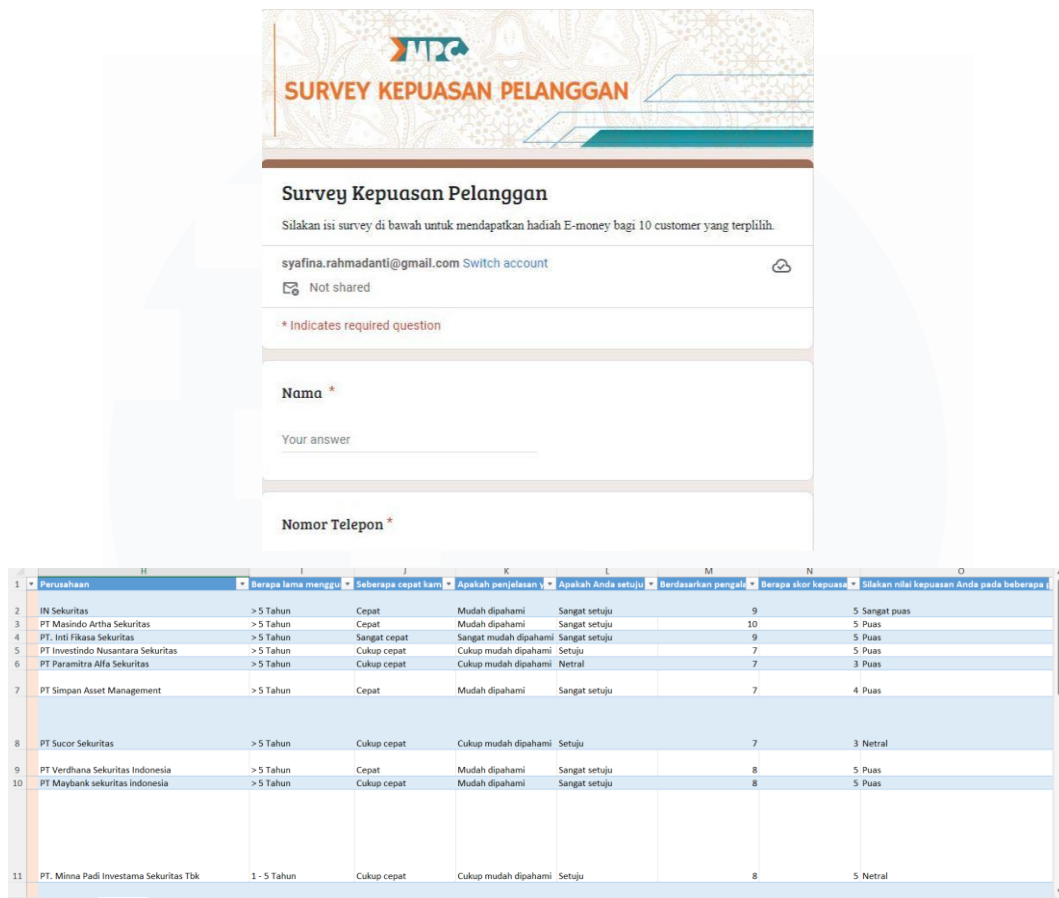 MPC
SURVEY KEPUASAN PELANGGAN
Survey Kepuasan Pelanggan
Silakan isi survey di bawah untuk mendapatkan hadiah E-money bagi 10 customer yang terplilih.
syafina.rahmadanti@gmail.com Switch account
Not shared
* Indicates required question
Nama *
Your answer
Nomor Telepon *
H I J K L M N O
1 Perusahaan Berapa lama menggu Seberapa cepat kam Apakah penjelasan y Apakah Anda setuju Berdasarkan pengala Berapa skor kepuasa Silakan nilai kepuasan Anda pada beberapa
2 IN Sekuritas > 5 Tahun Cepat Mudah dipahami Sangat setuju 9 5 Sangat puas
3 PT Masindo Artha Sekuritas > 5 Tahun Cepat Mudah dipahami Sangat setuju 10 5 Puas
4 PT. Inti Fikasa Sekuritas > 5 Tahun Sangat cepat Sangat mudah dipahami Sangat setuju 9 5 Puas
5 PT Investindo Nusantara Sekuritas > 5 Tahun Cukup cepat Cukup mudah dipahami Setuju 7 5 Puas
6 PT Paramitra Alfa Sekuritas > 5 Tahun Cukup cepat Cukup mudah dipahami Netral 7 3 Puas
7 PT Simpan Asset Management > 5 Tahun Cepat Mudah dipahami Sangat setuju 7 4 Puas
8 PT Sucor Sekuritas > 5 Tahun Cukup cepat Cukup mudah dipahami Setuju 7 3 Netral
9 PT Verdhana Sekuritas Indonesia > 5 Tahun Cepat Mudah dipahami Sangat setuju 8 5 Puas
10 PT Maybank sekuritas indonesia > 5 Tahun Cukup cepat Mudah dipahami Sangat setuju 8 5 Puas
11 PT. Minna Padi Investama Sekuritas Tbk 1 - 5 Tahun Cukup cepat Cukup mudah dipahami Setuju 8 5 Netral